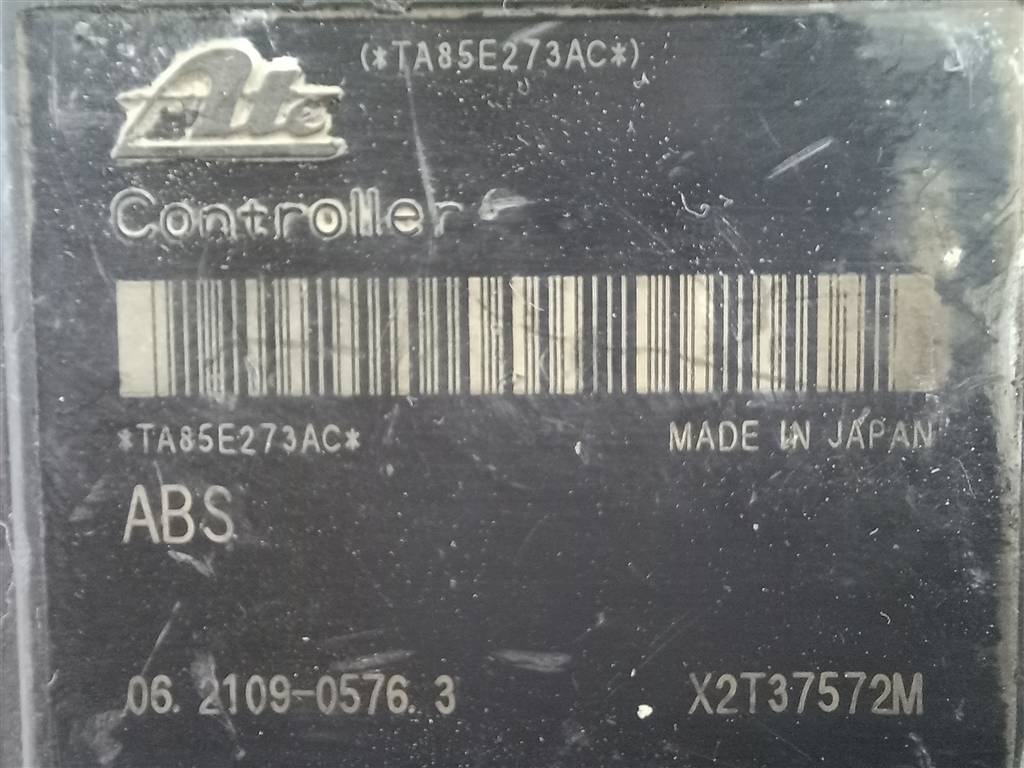 Ate (*TA85E273AC*)
Controller
*TA85E273AC* MADE IN JAPAN
ABS
06.2109-0576.3 X2T37572M